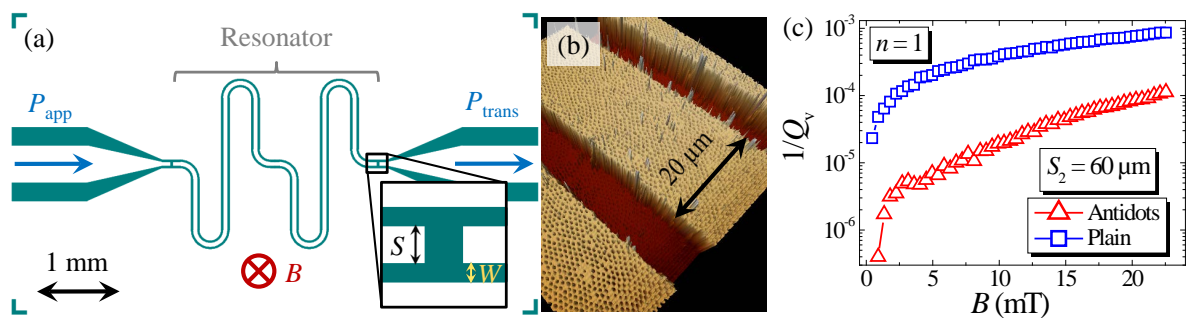 (a)
Resonator
P_app
P_trans
S
W
1 mm
B
(b)
20 µm
(c)
n = 1
10^-3
10^-4
10^-5
10^-6
1/Q_v
S_2 = 60 µm
Antidots
Plain
0 5 10 15 20
B (mT)